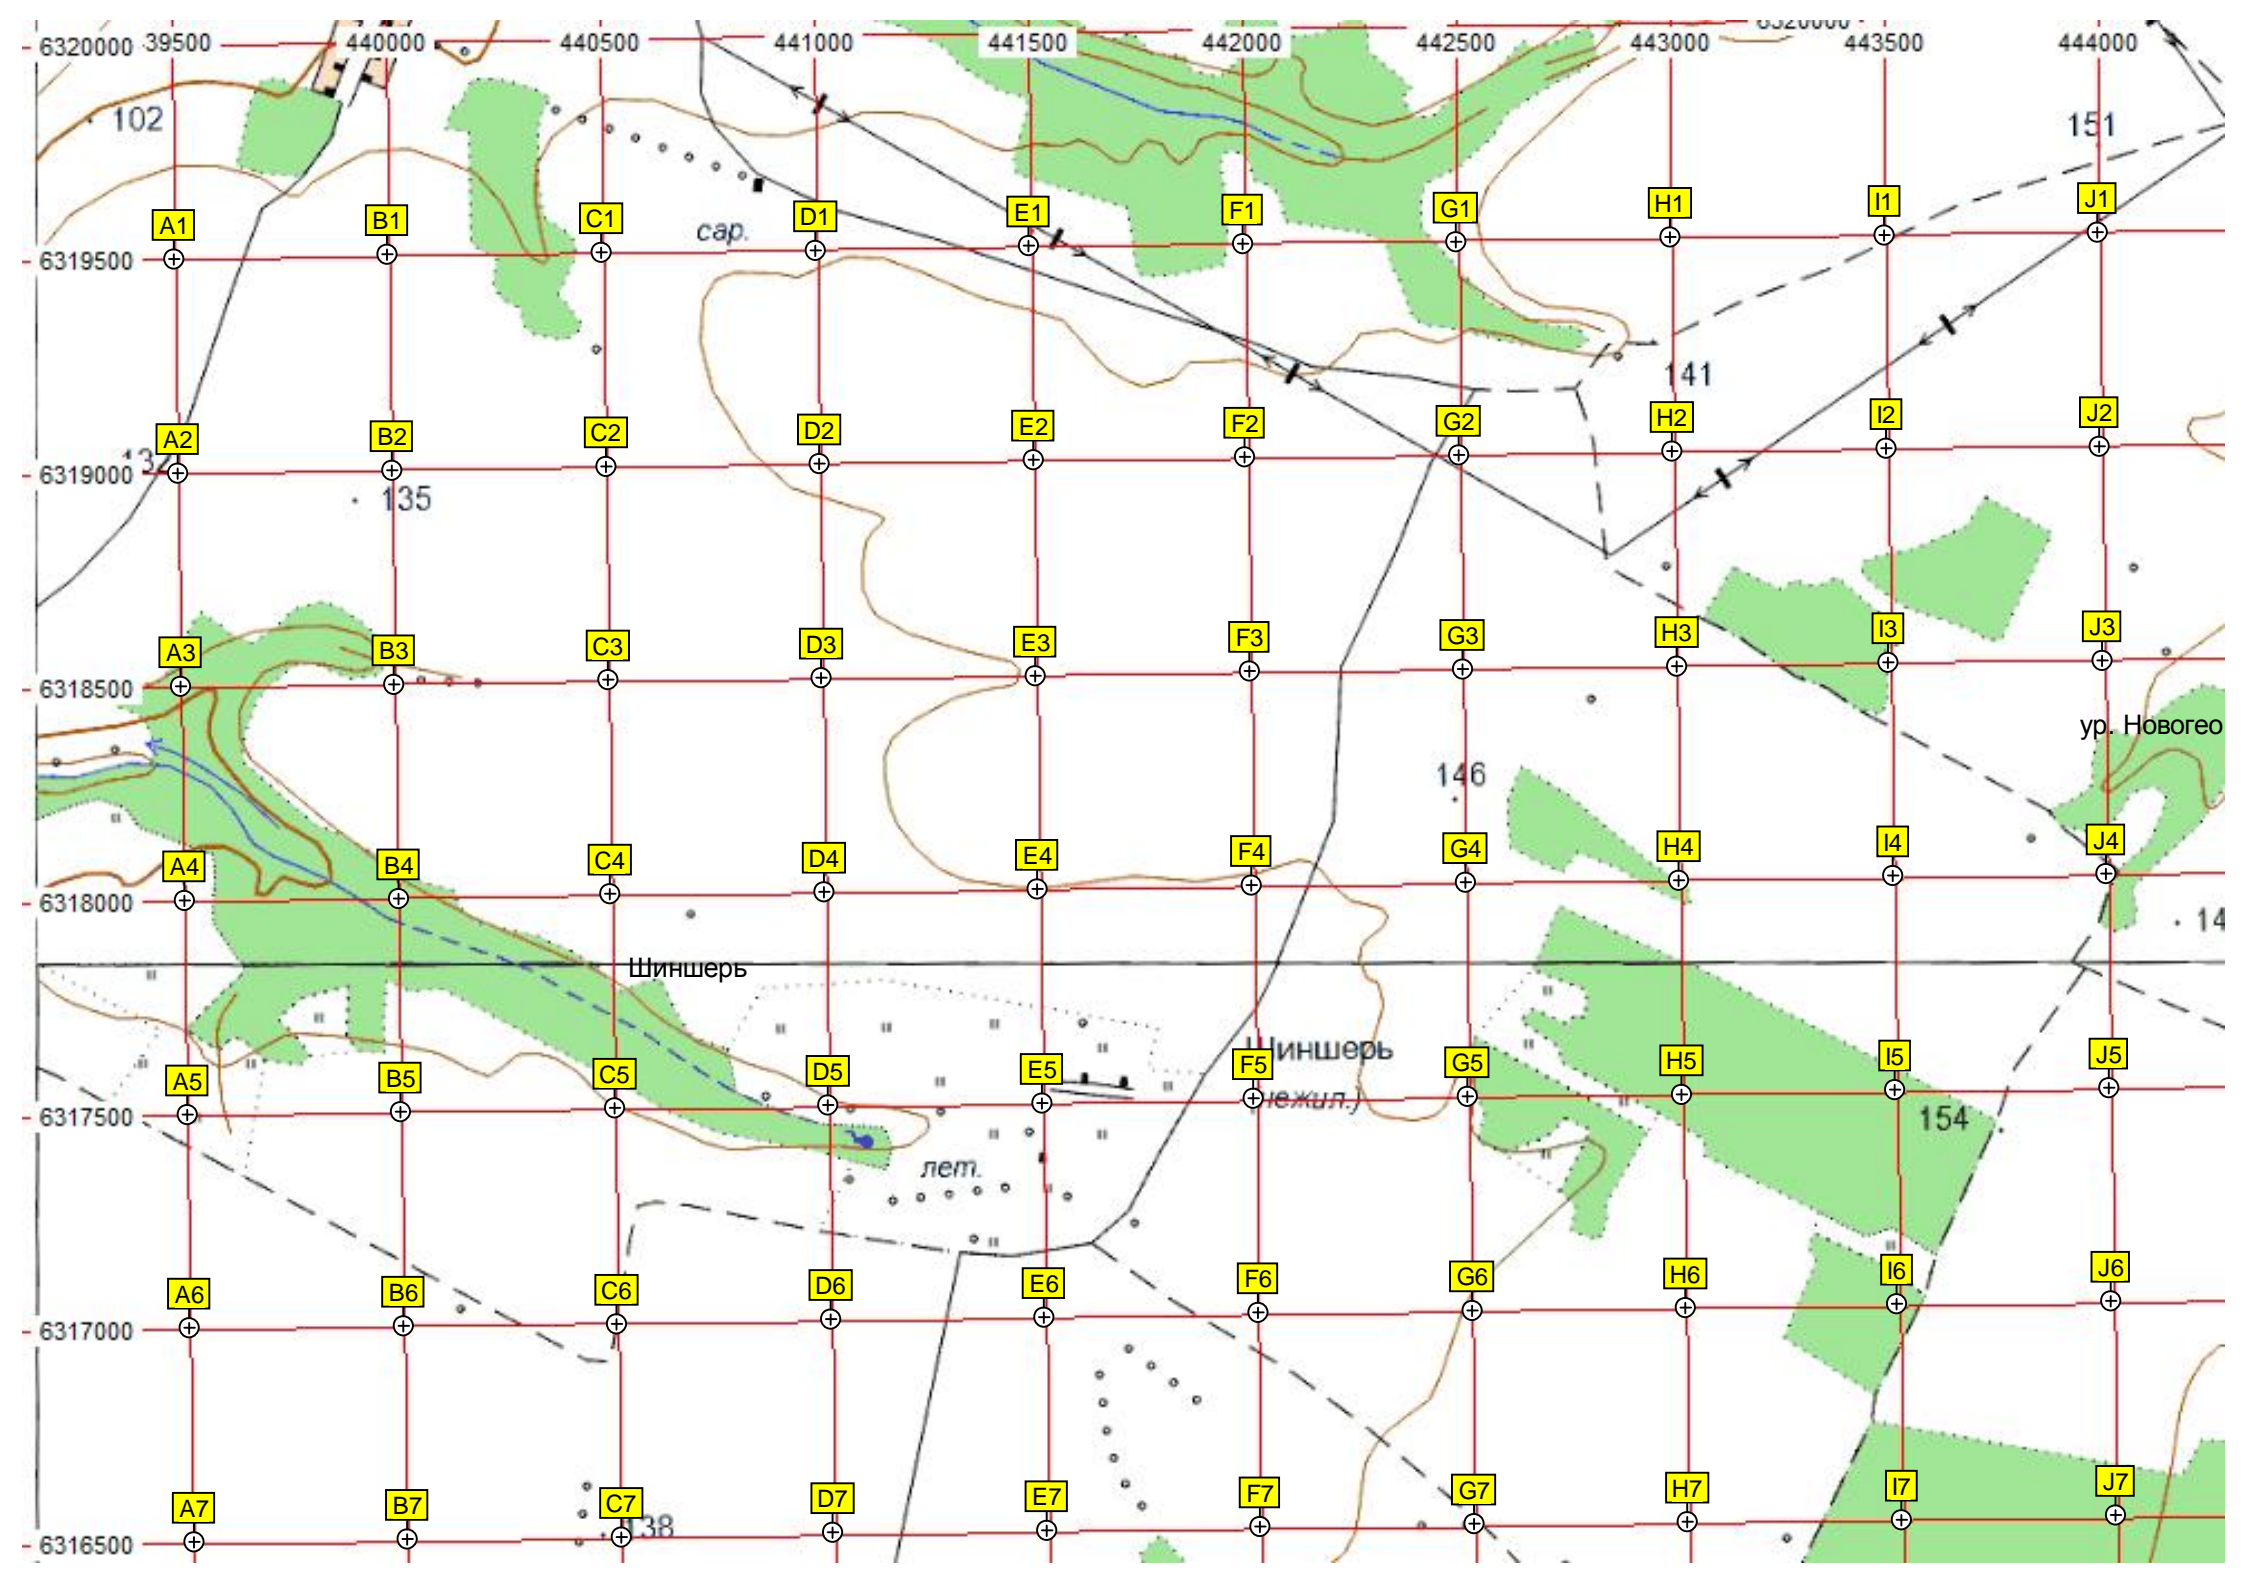 6320000 39500 440000 440500 441000 441500 442000 442500 443000 443500 444000
102
151
A1 B1 C1 D1 E1 F1 G1 H1 I1 J1
сар.
6319500
141
A2 B2 C2 D2 E2 F2 G2 H2 I2 J2
6319000
135
A3 B3 C3 D3 E3 F3 G3 H3 I3 J3
6318500
ур. Новогео
146
A4 B4 C4 D4 E4 F4 G4 H4 I4 J4
6318000
14
Шиншерь
Шиншерь
A5 B5 C5 D5 E5 F5 G5 H5 I5 J5
(нежил.)
6317500
154
лет.
A6 B6 C6 D6 E6 F6 G6 H6 I6 J6
6317000
A7 B7 C7 D7 E7 F7 G7 H7 I7 J7
138
6316500